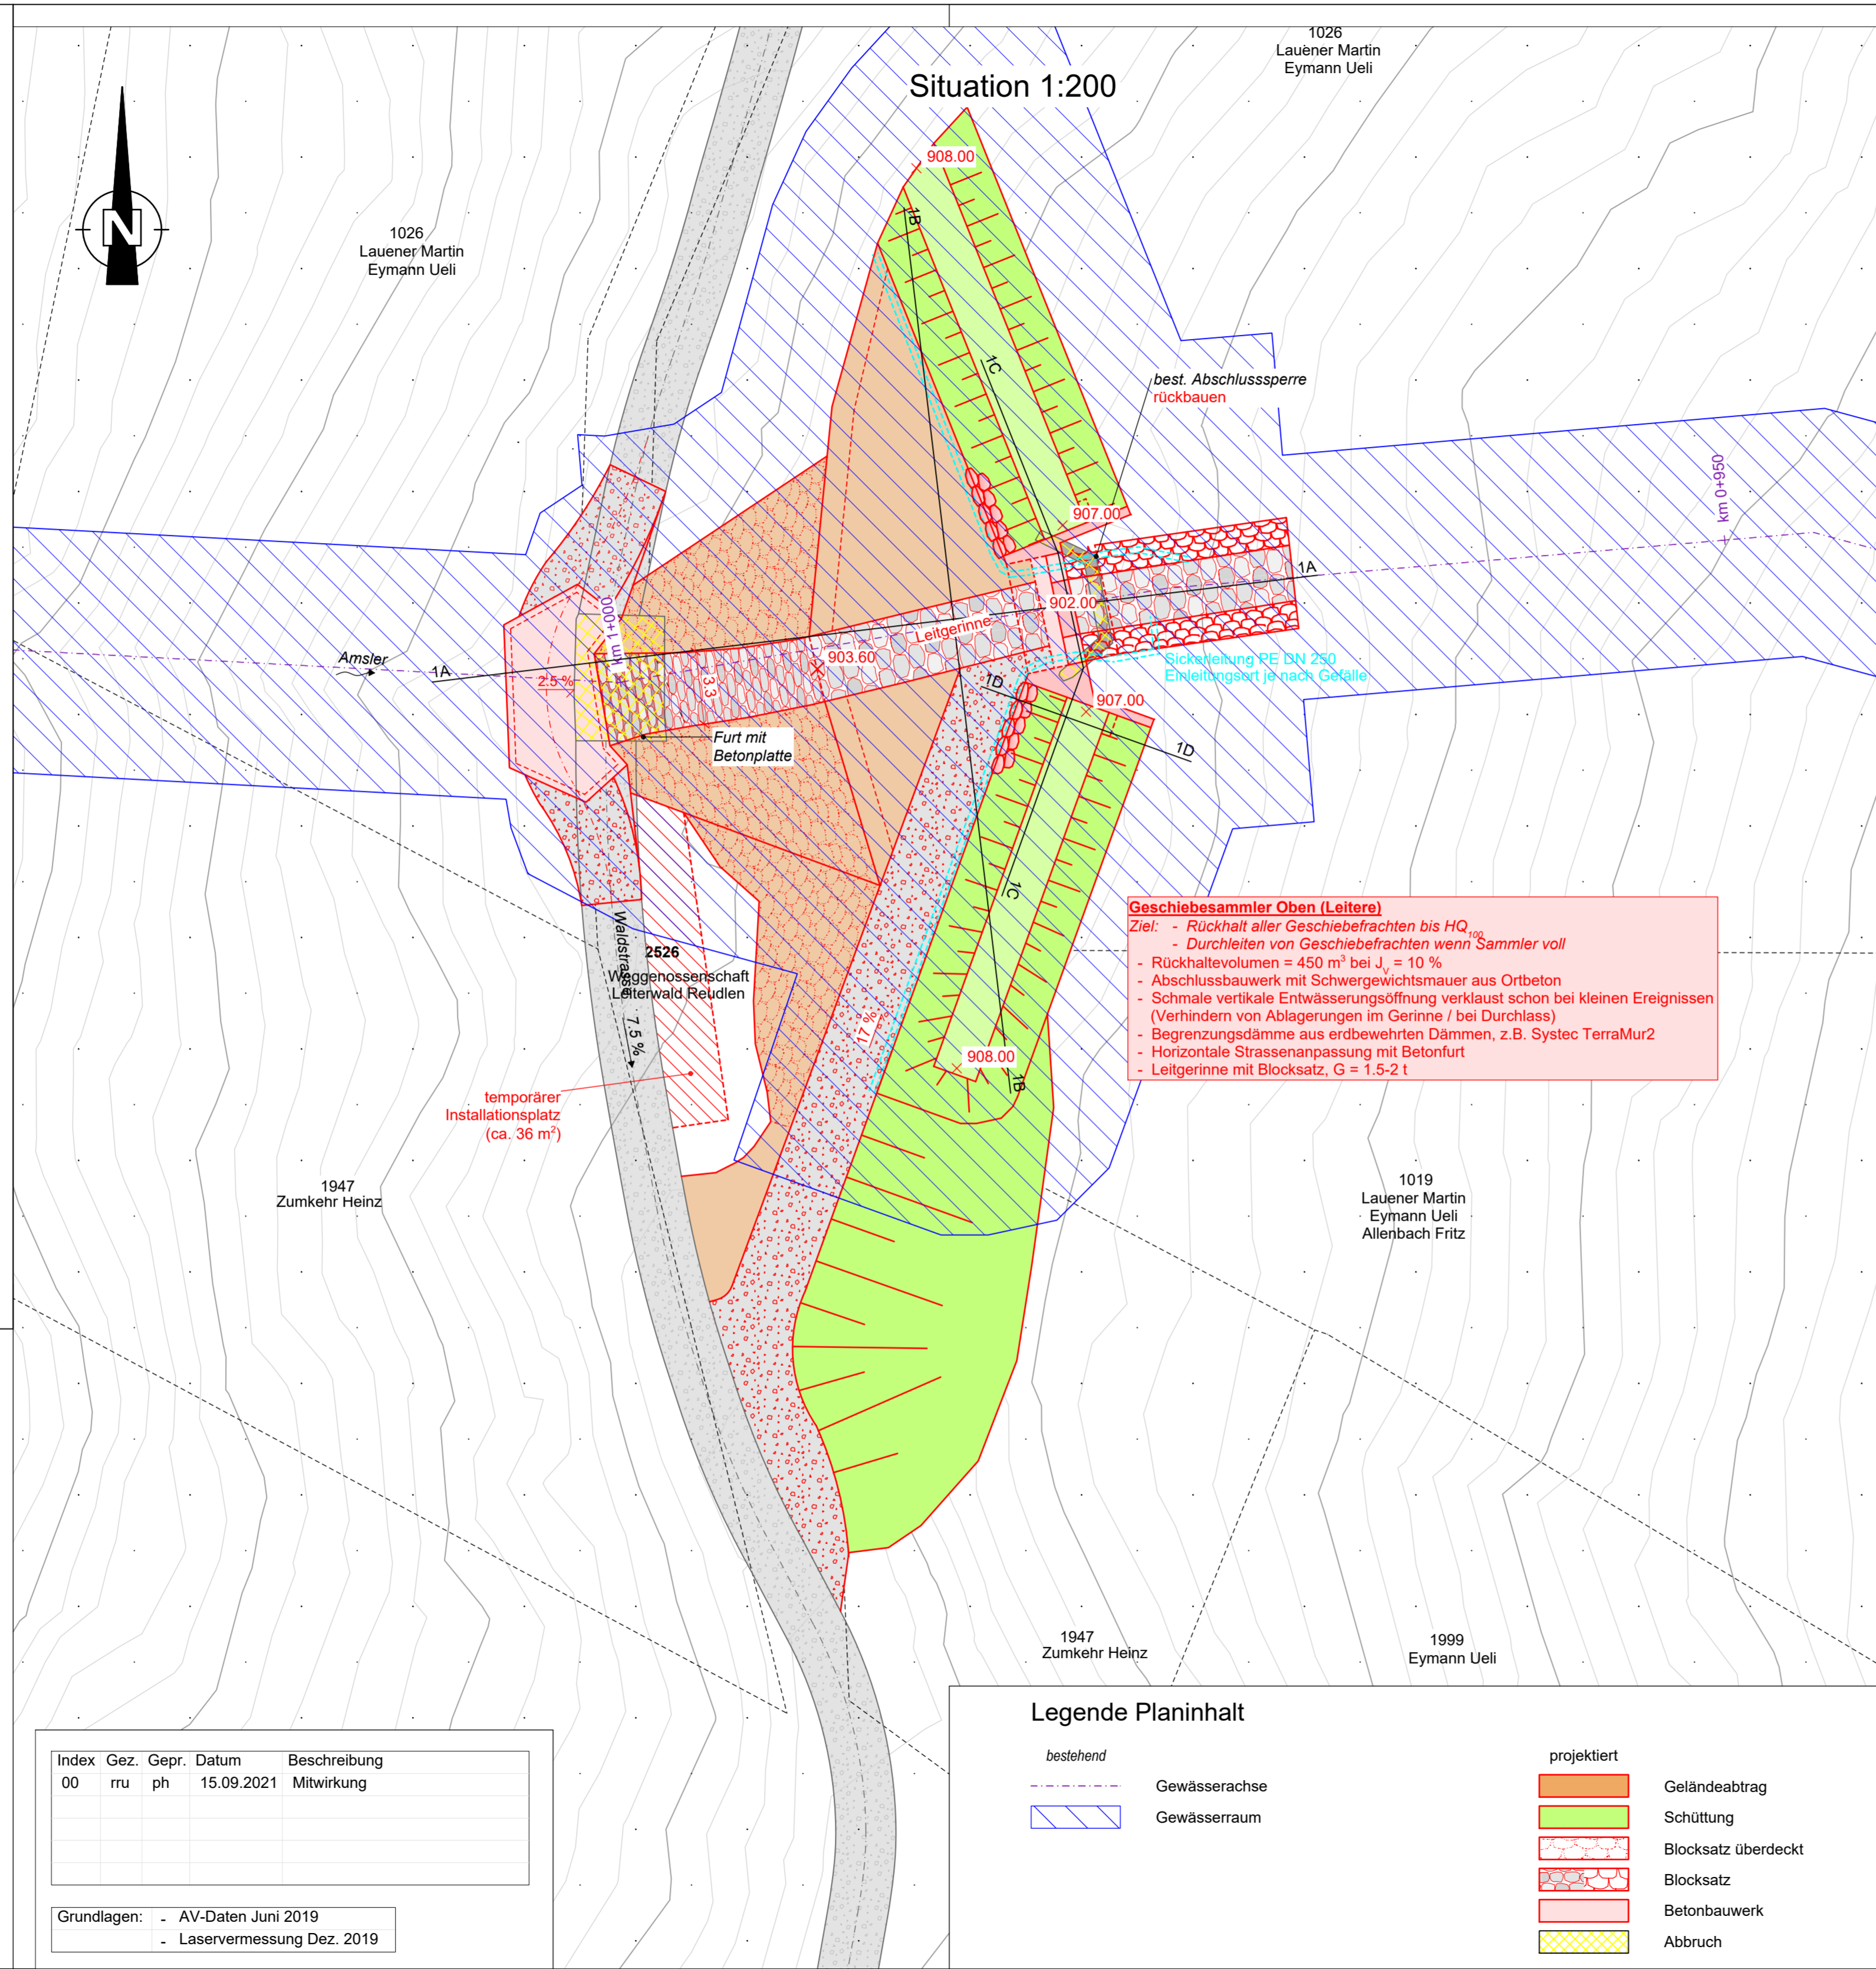 Situation 1:200
1026
Lauener Martin
Eymann Ueli
N
1026
Lauener Martin
Eymann Ueli
908.00
1B
1C
best. Abschlusssperre
rückbauen
907.00
km 0+950
1A
902.00
Leitgerinne
km 1+000
Amsler
1A
903.60
2.5 %
3.3
Sickerleitung PE DN 250
Einleitungsort je nach Gefälle
1D
907.00
1D
Furt mit
Betonplatte
1C
Geschiebesammler Oben (Leitere)
Ziel: - Rückhalt aller Geschiebefrachten bis HQ100
- Durchleiten von Geschiebefrachten wenn Sammler voll
- Rückhaltevolumen = 450 m³ bei JV = 10 %
- Abschlussbauwerk mit Schwergewichtsmauer aus Ortbeton
- Schmale vertikale Entwässerungsöffnung verklaust schon bei kleinen Ereignissen
(Verhindern von Ablagerungen im Gerinne / bei Durchlass)
- Begrenzungsdämme aus erdbewehrten Dämmen, z.B. Systec TerraMur2
- Horizontale Strassenanpassung mit Betonfurt
- Leitgerinne mit Blocksatz, G = 1.5-2 t
Waldstrasse
2526
Weggenossenschaft
Leiterwald Reudlen
7.5 %
17 %
908.00
1B
temporärer
Installationsplatz
(ca. 36 m²)
1947
Zumkehr Heinz
1019
Lauener Martin
Eymann Ueli
Allenbach Fritz
1947
Zumkehr Heinz
1999
Eymann Ueli
Legende Planinhalt
bestehend
Gewässerachse
Gewässerraum
projektiert
Geländeabtrag
Schüttung
Blocksatz überdeckt
Blocksatz
Betonbauwerk
Abbruch
Index Gez. Gepr. Datum Beschreibung
00 rru ph 15.09.2021 Mitwirkung
Grundlagen: - AV-Daten Juni 2019
- Laservermessung Dez. 2019